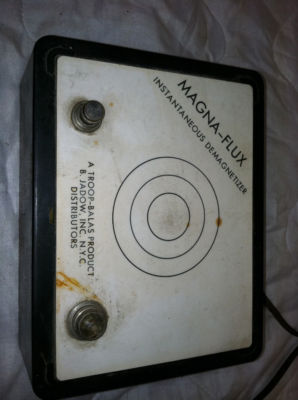 MAGNA-FLUX
INSTANTANEOUS DEMAGNETIZER
A TROOP-BALAS PRODUCT
B. JADOW, INC. N.Y.C.
DISTRIBUTORS